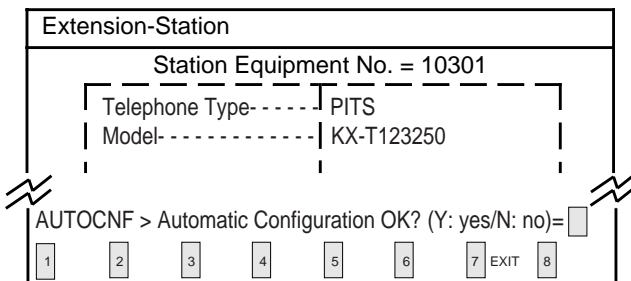 Extension-Station
Station Equipment No. = 10301
Telephone Type- - - - - - PITS
Model- - - - - - - - - - - - - KX-T123250
AUTOCNF > Automatic Configuration OK? (Y: yes/N: no)=
1 2 3 4 5 6 7 EXIT 8